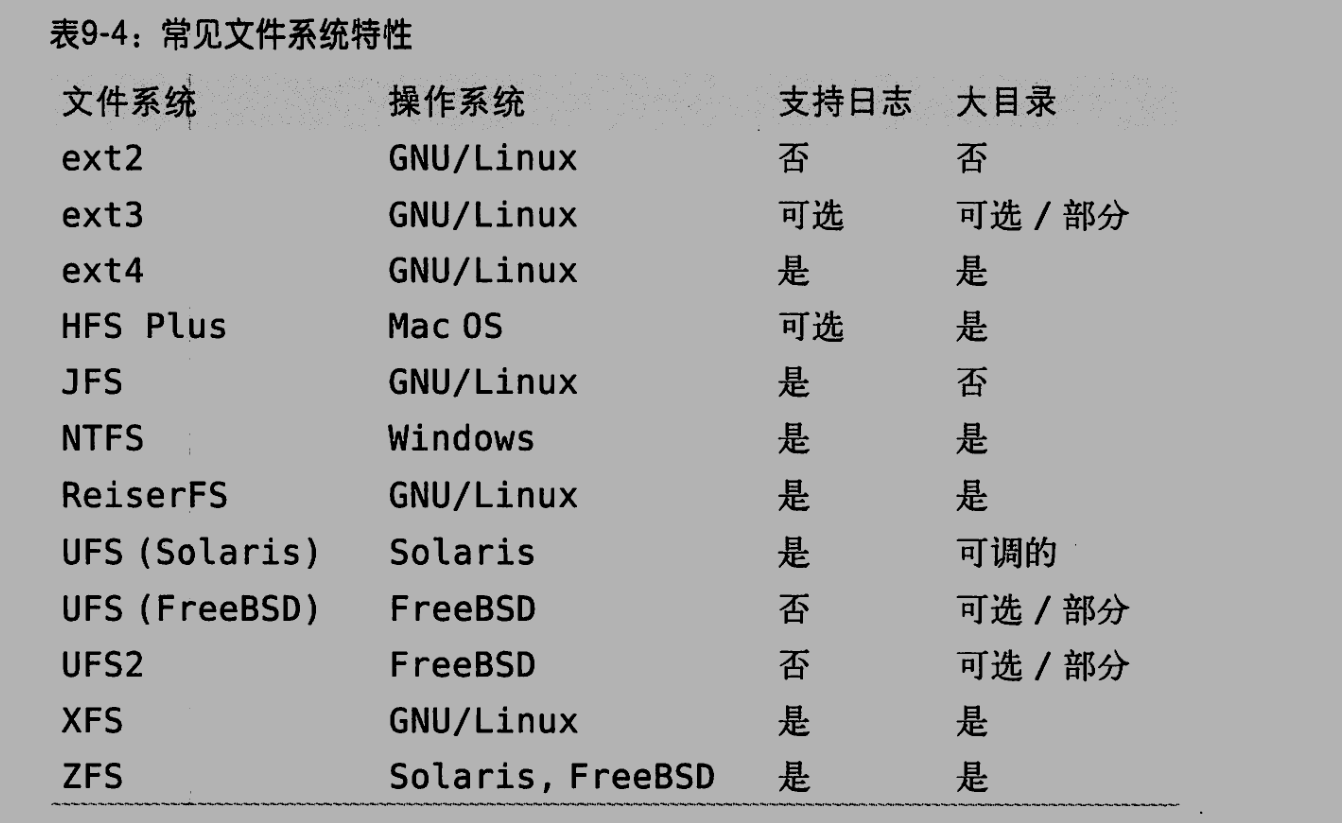 表9-4：常见文件系统特性
文件系统 操作系统 支持日志 大目录
ext2 GNU/Linux 否 否
ext3 GNU/Linux 可选 可选 / 部分
ext4 GNU/Linux 是 是
HFS Plus Mac OS 可选 是
JFS GNU/Linux 是 否
NTFS Windows 是 是
ReiserFS GNU/Linux 是 是
UFS (Solaris) Solaris 是 可调的
UFS (FreeBSD) FreeBSD 否 可选 / 部分
UFS2 FreeBSD 否 可选 / 部分
XFS GNU/Linux 是 是
ZFS Solaris, FreeBSD 是 是